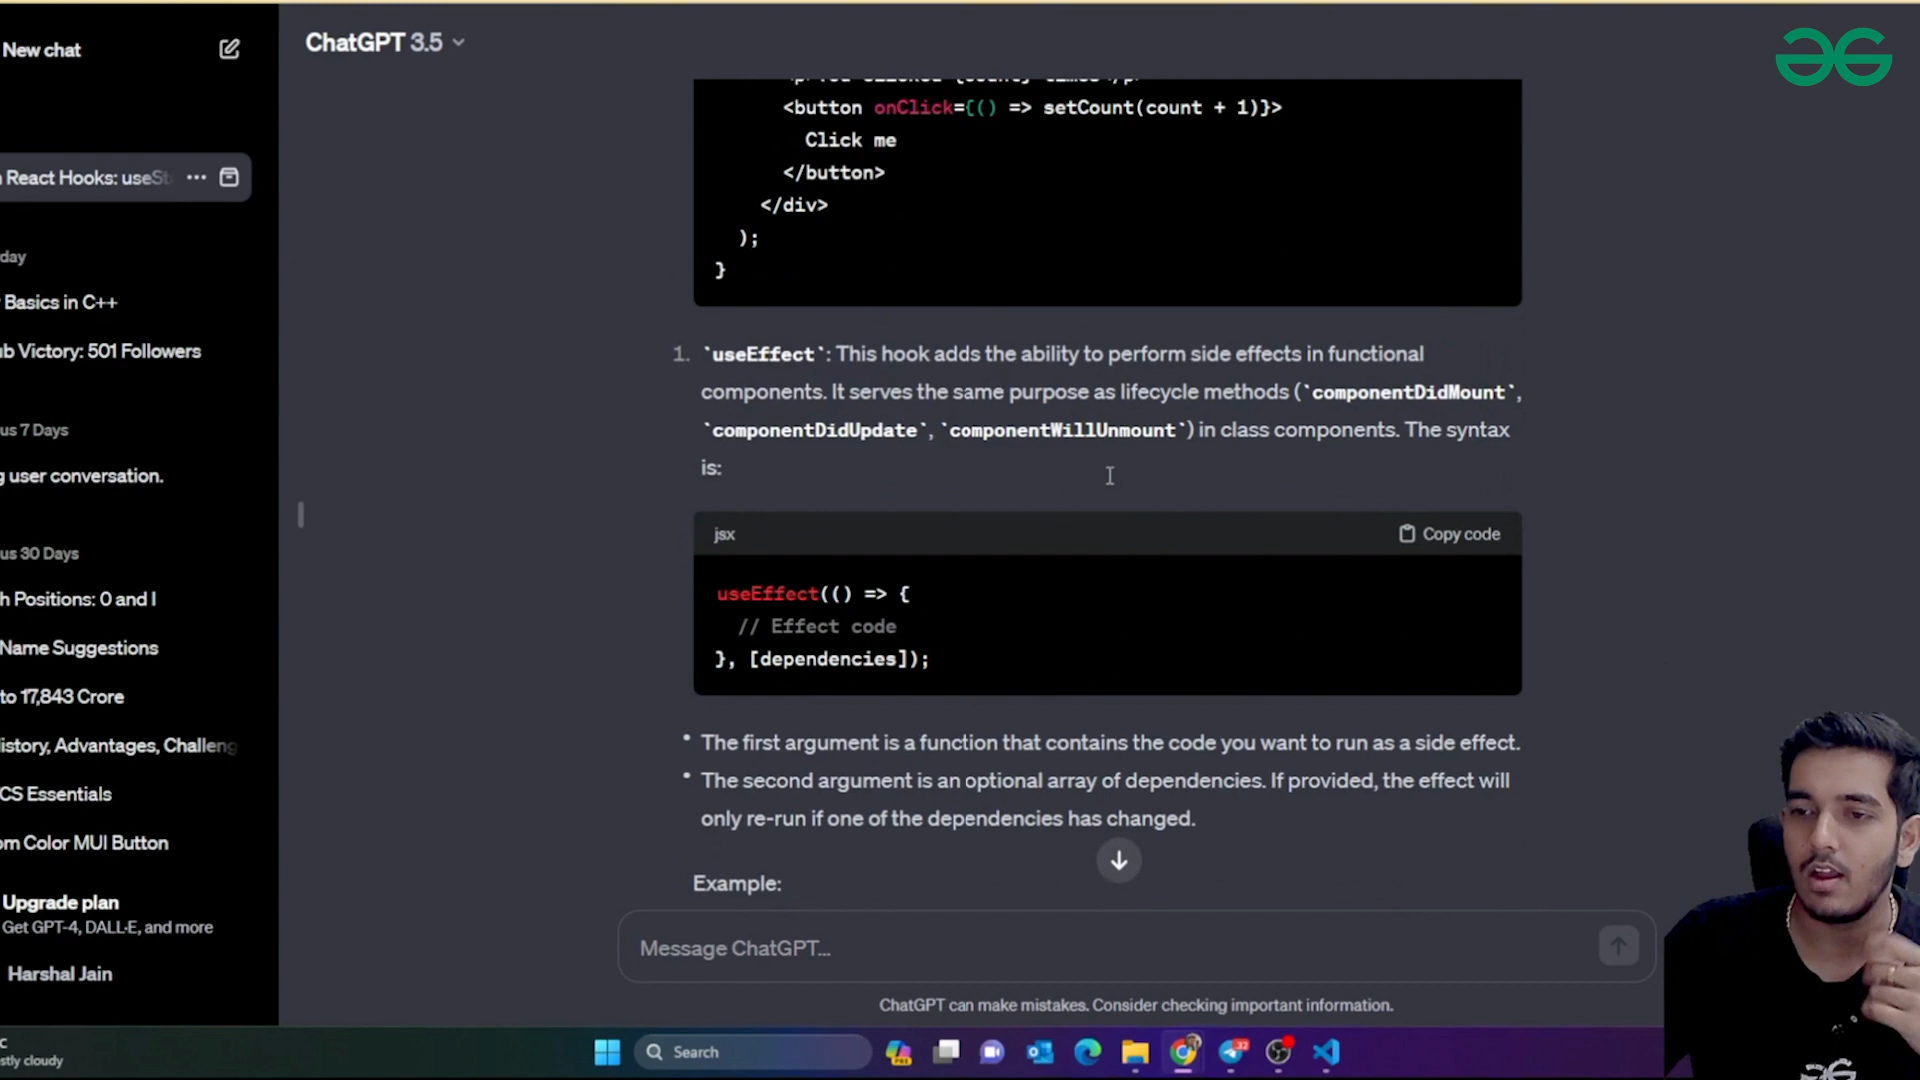 New chat
React Hooks: useSt
day
Basics in C++
ub Victory: 501 Followers
us 7 Days
g user conversation.
us 30 Days
h Positions: 0 and I
Name Suggestions
to 17,843 Crore
istory, Advantages, Challeng
CS Essentials
om Color MUI Button
Upgrade plan
Get GPT-4, DALL·E, and more
Harshal Jain
ChatGPT 3.5
<button onClick={() => setCount(count + 1)}>
Click me
</button>
</div>
);
}
1. `useEffect`: This hook adds the ability to perform side effects in functional
components. It serves the same purpose as lifecycle methods (`componentDidMount`,
`componentDidUpdate`, `componentWillUnmount`) in class components. The syntax
is:
jsx
Copy code
useEffect(() => {
// Effect code
}, [dependencies]);
• The first argument is a function that contains the code you want to run as a side effect.
• The second argument is an optional array of dependencies. If provided, the effect will
only re-run if one of the dependencies has changed.
Example:
Message ChatGPT...
ChatGPT can make mistakes. Consider checking important information.
C
stly cloudy
Search
32